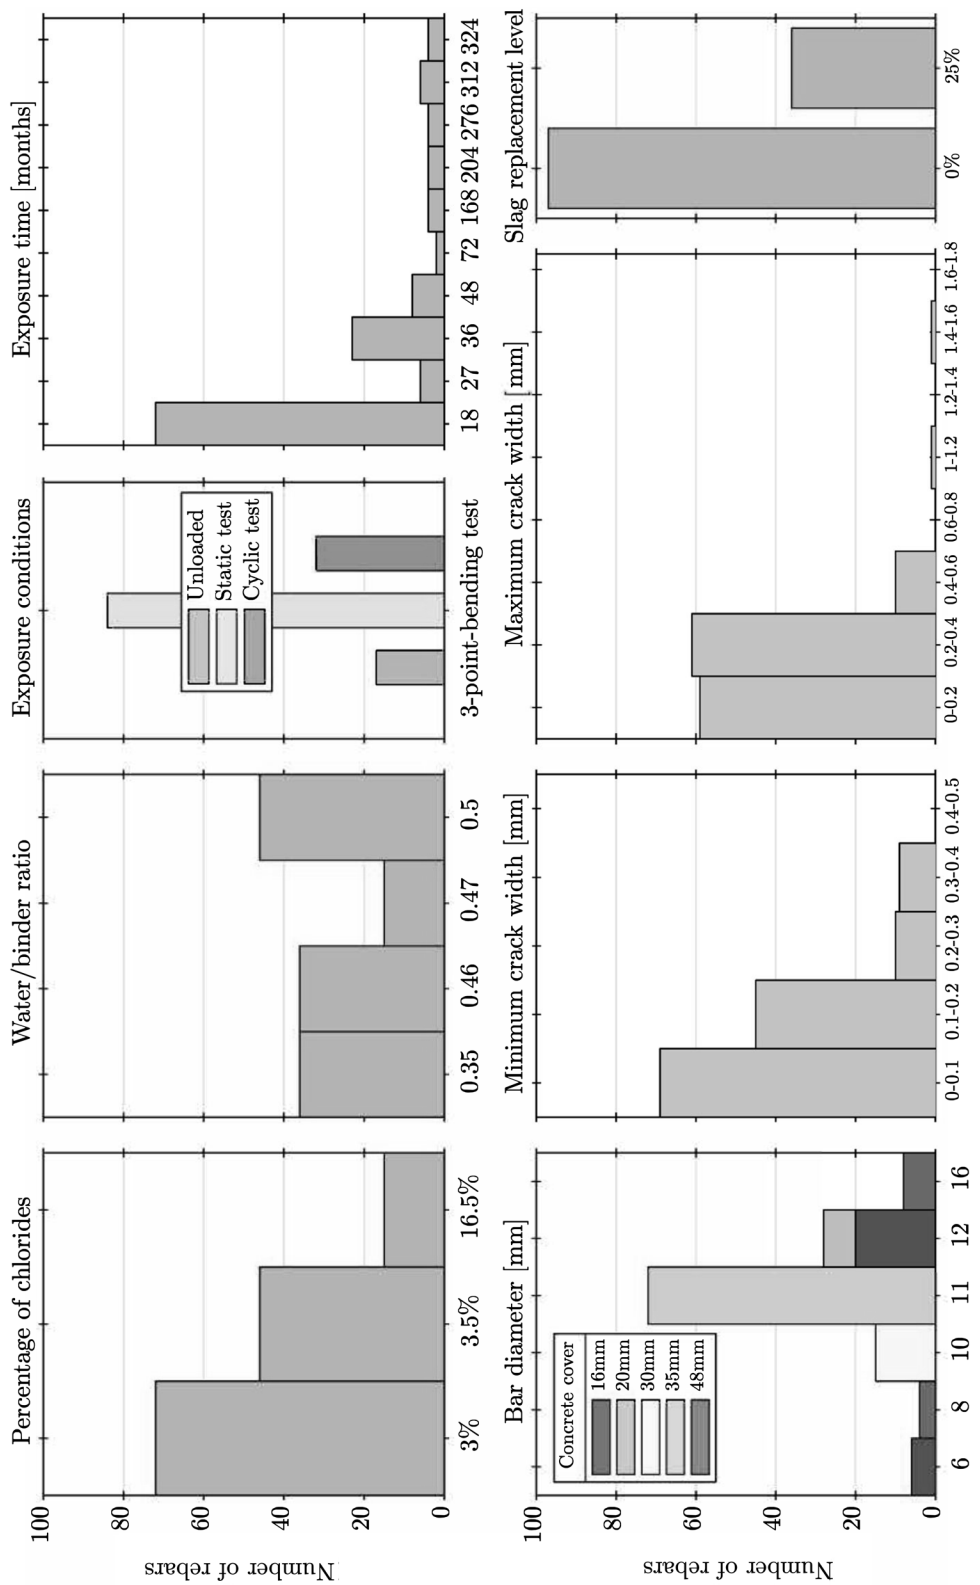 Percentage of chlorides
Number of rebars
100
80
60
40
20
0
3%
3.5%
16.5%
Water/binder ratio
0.35
0.46
0.47
0.5
Exposure conditions
Unloaded
Static test
Cyclic test
3-point-bending test
Exposure time [months]
18
27
36
48
72
168
204
276
312
324
Bar diameter [mm]
Number of rebars
100
80
60
40
20
0
Concrete cover
16mm
20mm
30mm
35mm
48mm
6
8
10
11
12
16
Minimum crack width [mm]
0-0.1
0.1-0.2
0.2-0.3
0.3-0.4
0.4-0.5
Maximum crack width [mm]
0-0.2
0.2-0.4
0.4-0.6
0.6-0.8
1-1.2
1.2-1.4
1.4-1.6
1.6-1.8
Slag replacement level
0%
25%